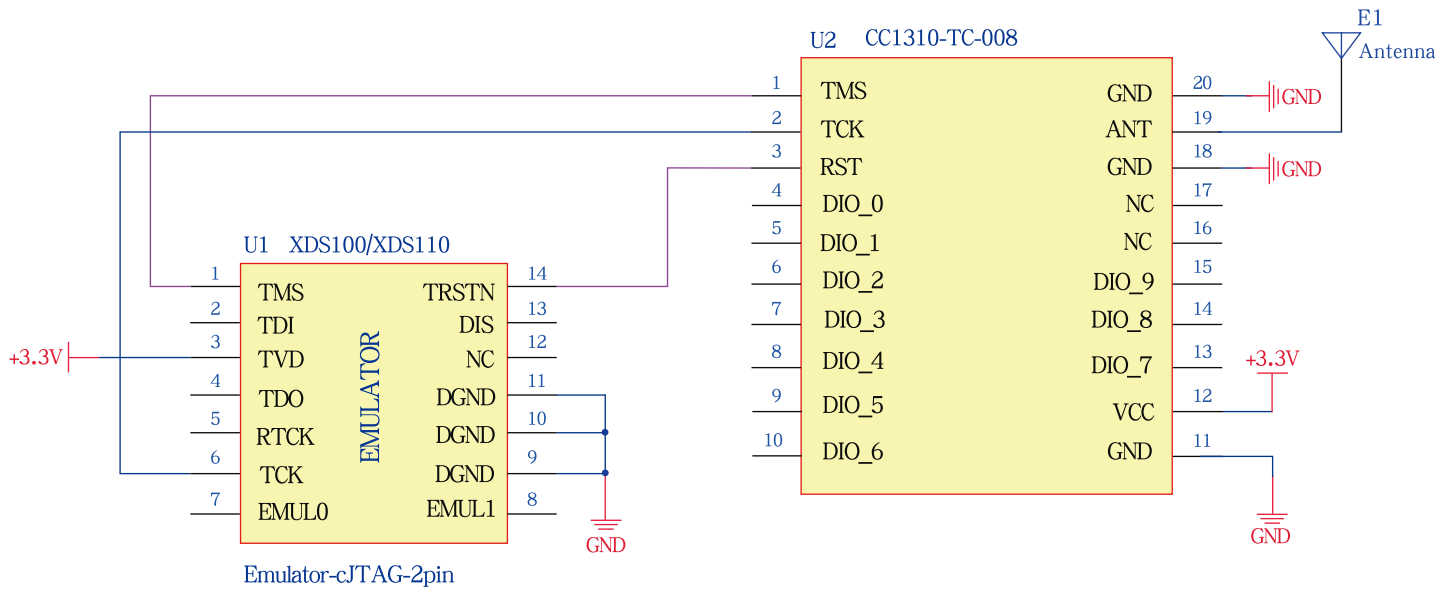 E1
Antenna
U2 CC1310-TC-008
1 TMS GND 20 GND
2 TCK ANT 19
3 RST GND 18 GND
4 DIO_0 NC 17
5 DIO_1 NC 16
6 DIO_2 DIO_9 15
7 DIO_3 DIO_8 14
8 DIO_4 DIO_7 13
+3.3V
9 DIO_5 VCC 12
10 DIO_6 GND 11
GND
U1 XDS100/XDS110
1 TMS TRSTN 14
2 TDI DIS 13
+3.3V
3 TVD NC 12
4 TDO DGND 11
5 RTCK DGND 10
6 TCK DGND 9
7 EMUL0 EMUL1 8
EMULATOR
GND
Emulator-cJTAG-2pin